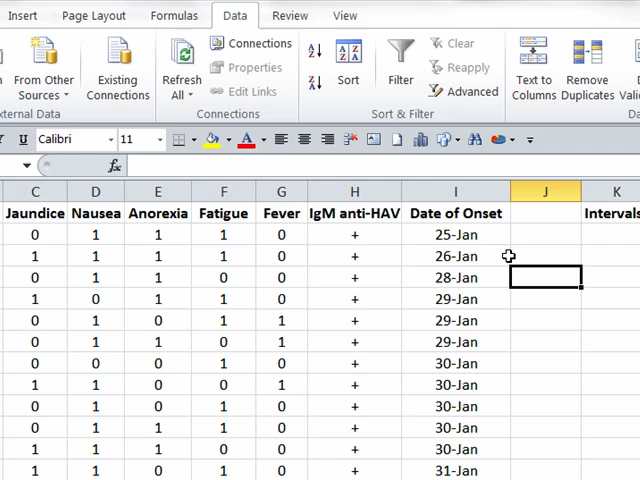 Insert Page Layout Formulas Data Review View
Connections Clear
Properties Reapply
Edit Links Advanced
From Other Sources Existing Connections Refresh All Sort Filter Text to Columns Remove Duplicates
Connections Sort & Filter
U Calibri 11 A
fx
C D E F G H I J K
Jaundice Nausea Anorexia Fatigue Fever IgM anti-HAV Date of Onset Intervals
0 1 1 1 0 + 25-Jan
1 1 1 1 0 + 26-Jan
0 1 1 0 0 + 28-Jan
1 0 1 1 0 + 29-Jan
0 1 0 1 1 + 29-Jan
0 1 1 0 1 + 29-Jan
0 0 0 1 0 + 30-Jan
1 1 0 0 1 + 30-Jan
0 1 0 1 0 + 30-Jan
0 1 1 1 0 + 30-Jan
1 1 1 0 0 + 30-Jan
1 1 0 1 0 + 31-Jan